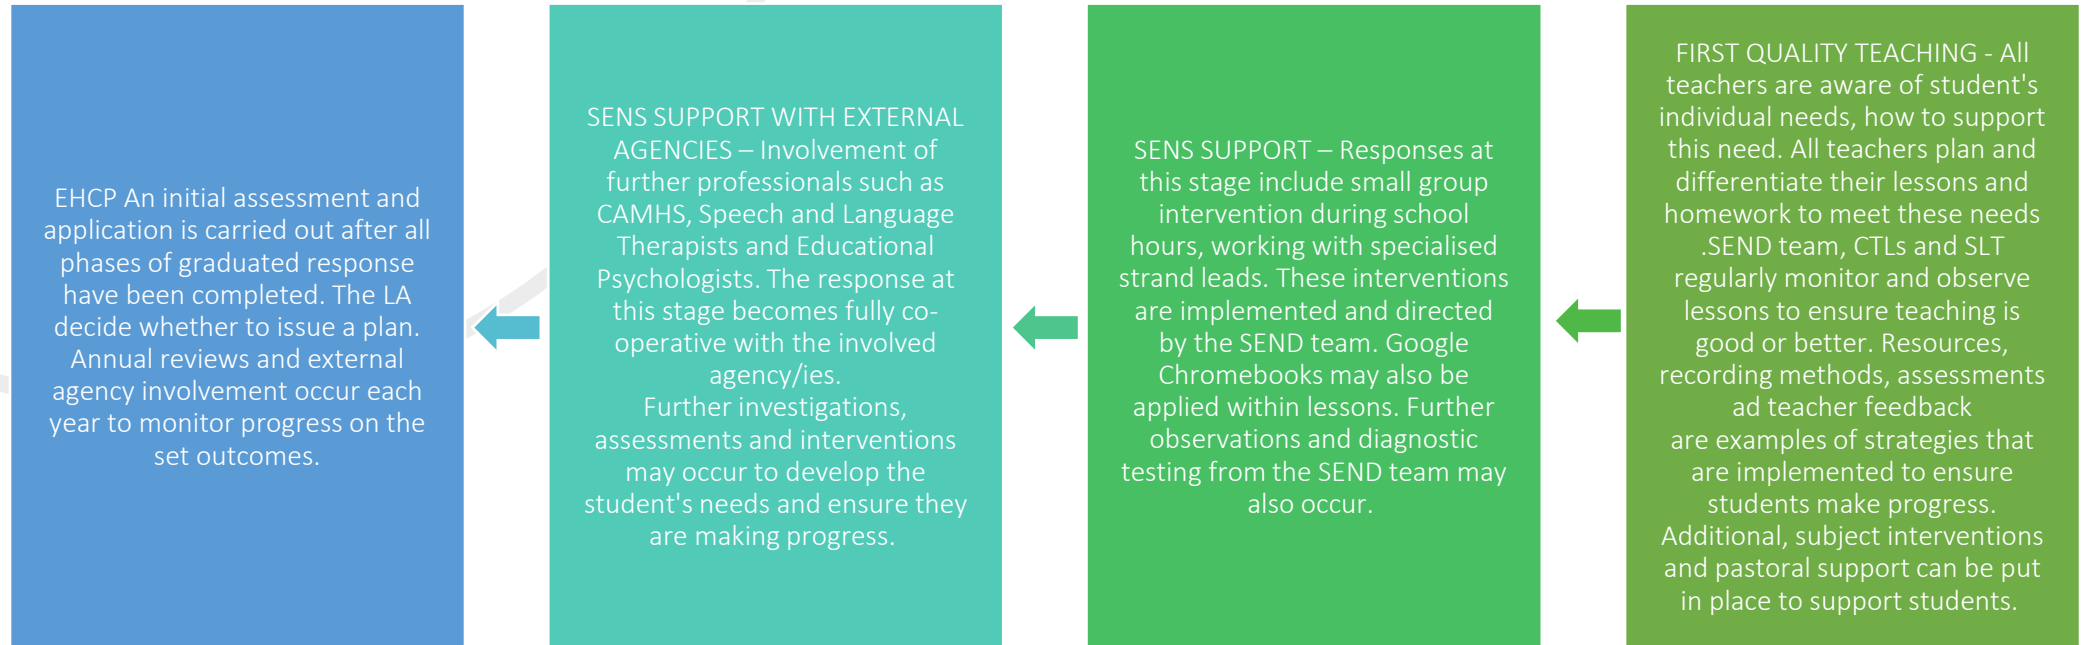 EHCP An initial assessment and
application is carried out after all
phases of graduated response
have been completed. The LA
decide whether to issue a plan.
Annual reviews and external
agency involvement occur each
year to monitor progress on the
set outcomes.
SENS SUPPORT WITH EXTERNAL
AGENCIES – Involvement of
further professionals such as
CAMHS, Speech and Language
Therapists and Educational
Psychologists. The response at
this stage becomes fully co-
operative with the involved
agency/ies.
Further investigations,
assessments and interventions
may occur to develop the
student's needs and ensure they
are making progress.
SENS SUPPORT – Responses at
this stage include small group
intervention during school
hours, working with specialised
strand leads. These interventions
are implemented and directed
by the SEND team. Google
Chromebooks may also be
applied within lessons. Further
observations and diagnostic
testing from the SEND team may
also occur.
FIRST QUALITY TEACHING - All
teachers are aware of student's
individual needs, how to support
this need. All teachers plan and
differentiate their lessons and
homework to meet these needs
.SEND team, CTLs and SLT
regularly monitor and observe
lessons to ensure teaching is
good or better. Resources,
recording methods, assessments
ad teacher feedback
are examples of strategies that
are implemented to ensure
students make progress.
Additional, subject interventions
and pastoral support can be put
in place to support students.